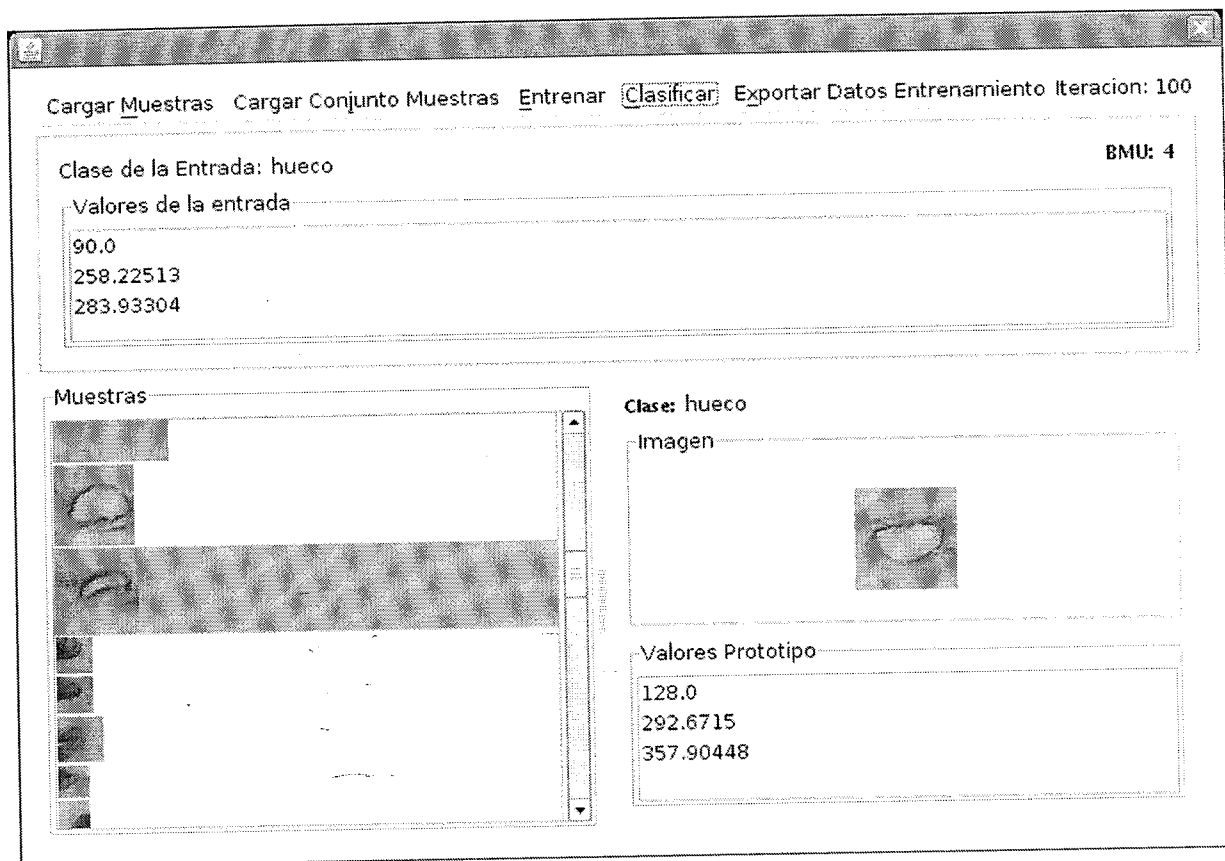 Cargar Muestras Cargar Conjunto Muestras Entrenar Clasificar Exportar Datos Entrenamiento Iteracion: 100
Clase de la Entrada: hueco
BMU: 4
Valores de la entrada
90.0
258.22513
283.93304
Muestras
Clase: hueco
Imagen
Valores Prototipo
128.0
292.6715
357.90448